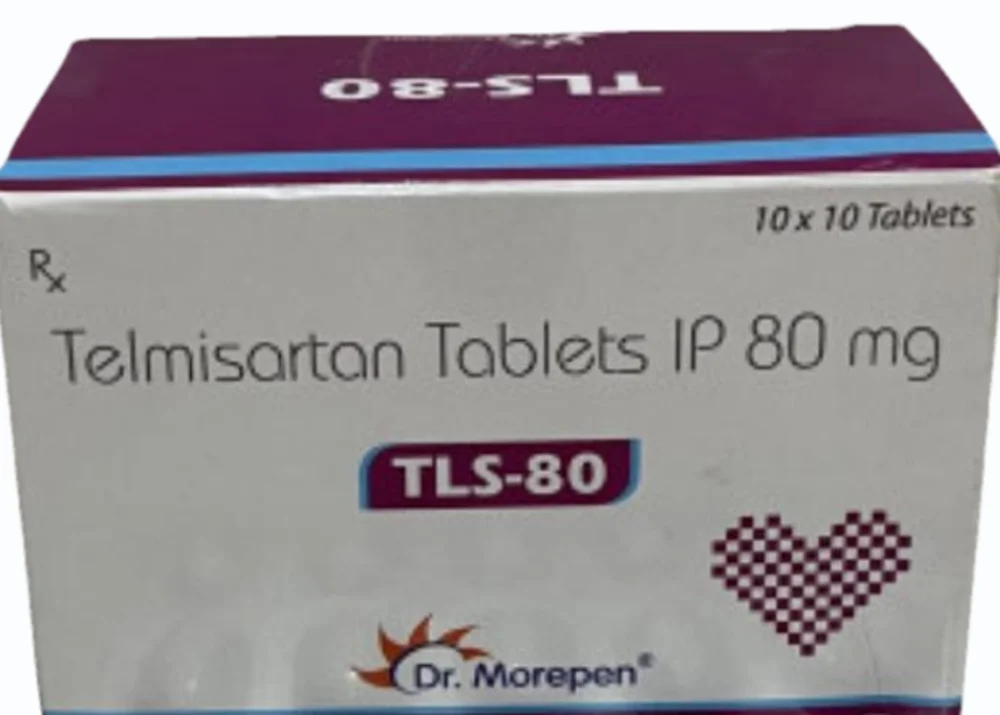 TLS-80
10 x 10 Tablets
Rx
Telmisartan Tablets IP 80 mg
TLS-80
Dr. Morepen®